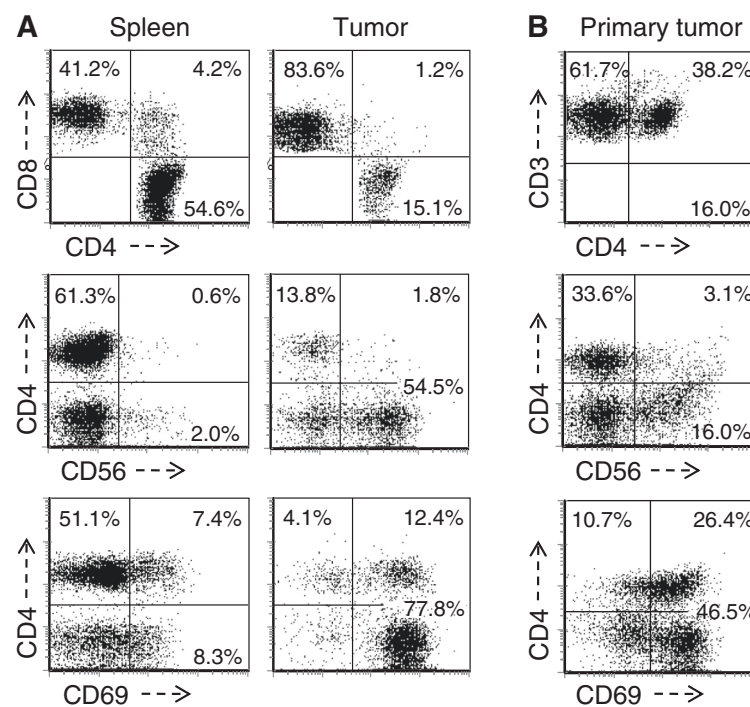 A Spleen Tumor B Primary tumor
41.2% 4.2% 83.6% 1.2% 61.7% 38.2%
CD8 CD3
54.6% 15.1% 16.0%
CD4 CD4
61.3% 0.6% 13.8% 1.8% 33.6% 3.1%
CD4 54.5% CD4
2.0% 16.0%
CD56 CD56
51.1% 7.4% 4.1% 12.4% 10.7% 26.4%
CD4 77.8% CD4 46.5%
8.3%
CD69 CD69